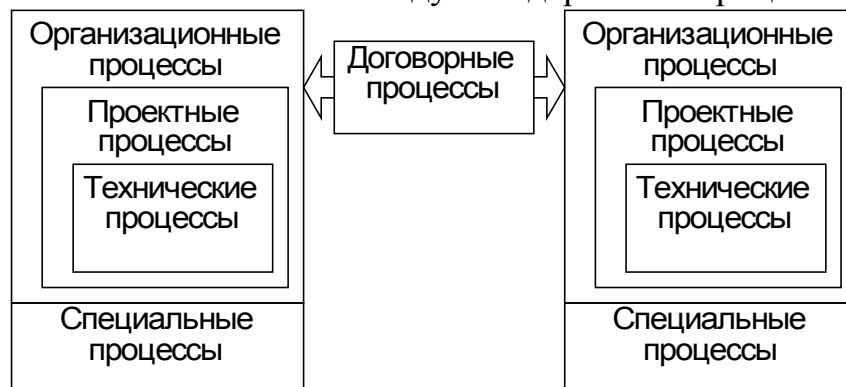 Организационные
процессы
Проектные
процессы
Технические
процессы
Специальные
процессы
Договорные
процессы
Организационные
процессы
Проектные
процессы
Технические
процессы
Специальные
процессы